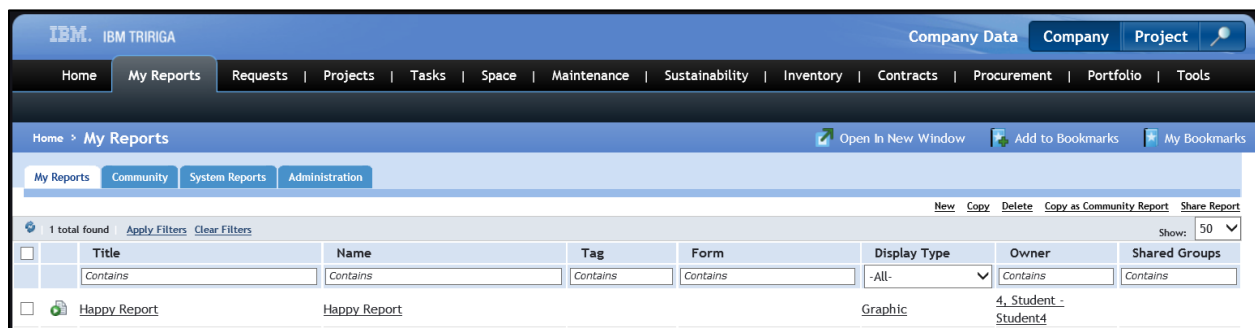 IBM. IBM TRIRIGA Company Data Company Project
Home My Reports Requests | Projects | Tasks | Space | Maintenance | Sustainability | Inventory | Contracts | Procurement | Portfolio | Tools
Home > My Reports Open In New Window Add to Bookmarks My Bookmarks
My Reports Community System Reports Administration
New Copy Delete Copy as Community Report Share Report
1 total found Apply Filters Clear Filters Show: 50
Title Name Tag Form Display Type Owner Shared Groups
Contains Contains Contains Contains -All- Contains Contains
Happy Report Happy Report Graphic 4, Student -
Student4